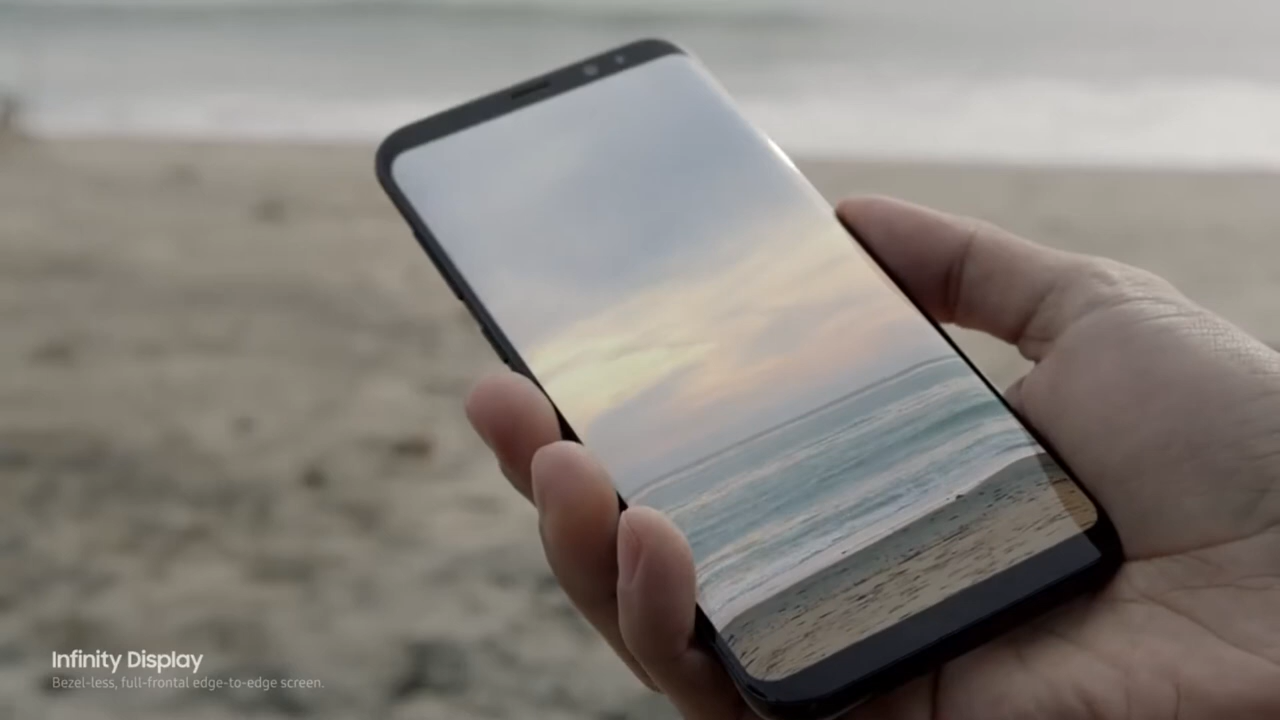 Infinity Display
Bezel-less, full-frontal edge-to-edge screen.